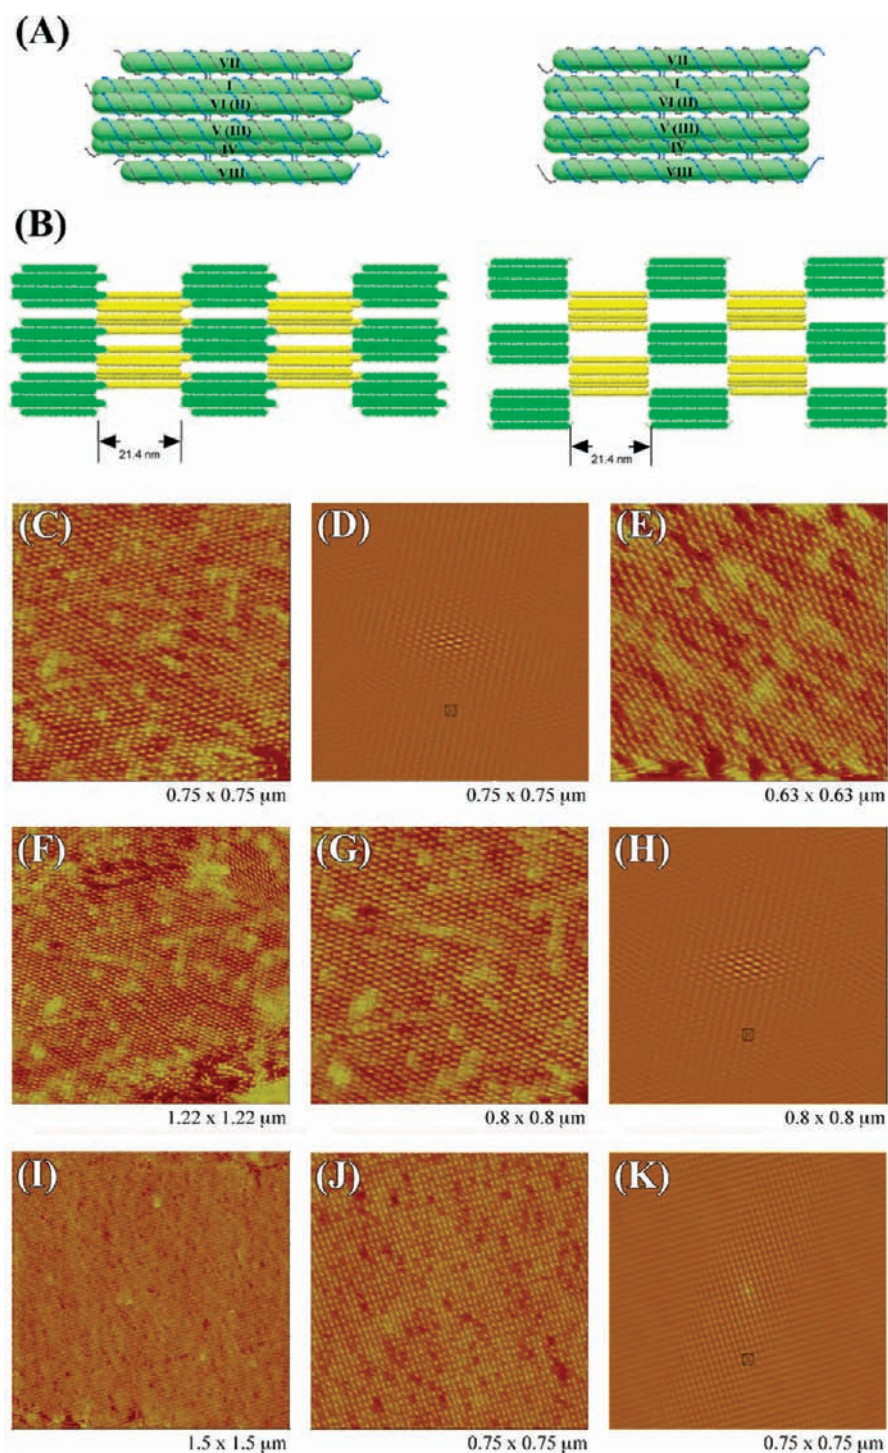 (A)
VII
I
VI (II)
V (III)
IV
VIII
VII
I
VI (II)
V (III)
IV
VIII
(B)
21.4 nm
21.4 nm
(C)
(D)
(E)
0.75 x 0.75 μm
0.75 x 0.75 μm
0.63 x 0.63 μm
(F)
(G)
(H)
1.22 x 1.22 μm
0.8 x 0.8 μm
0.8 x 0.8 μm
(I)
(J)
(K)
1.5 x 1.5 μm
0.75 x 0.75 μm
0.75 x 0.75 μm